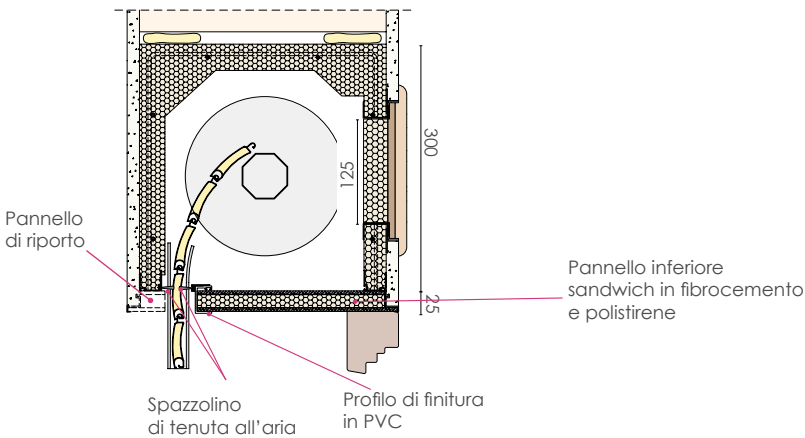 300
125
Pannello
di riporto
Pannello inferiore
sandwich in fibrocemento
e polistirene
25
Spazzolino
di tenuta all'aria
Profilo di finitura
in PVC